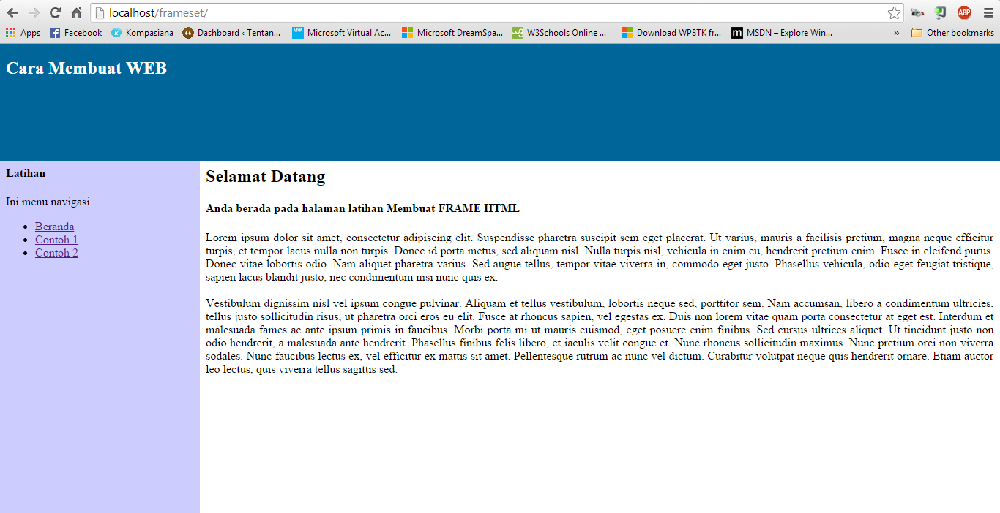 localhost/frameset/
Apps Facebook Kompasiana Dashboard ‹ Tentan... Microsoft Virtual Ac... Microsoft DreamSpa... W3Schools Online ... Download WP8TK fr... MSDN – Explore Win... » Other bookmarks
Cara Membuat WEB
Latihan
Ini menu navigasi
Beranda
Contoh 1
Contoh 2
Selamat Datang
Anda berada pada halaman latihan Membuat FRAME HTML
Lorem ipsum dolor sit amet, consectetur adipiscing elit. Suspendisse pharetra suscipit sem eget placerat. Ut varius, mauris a facilisis pretium, magna neque efficitur
turpis, et tempor lacus nulla non turpis. Donec id porta metus, sed aliquam nisl. Nulla turpis nisl, vehicula in enim eu, hendrerit pretium enim. Fusce in eleifend purus.
Donec vitae lobortis odio. Nam aliquet pharetra varius. Sed augue tellus, tempor vitae viverra in, commodo eget justo. Phasellus vehicula, odio eget feugiat tristique,
sapien lacus blandit justo, nec condimentum nisi nunc quis ex.
Vestibulum dignissim nisl vel ipsum congue pulvinar. Aliquam et tellus vestibulum, lobortis neque sed, porttitor sem. Nam accumsan, libero a condimentum ultricies,
tellus justo sollicitudin risus, ut pharetra orci eros eu elit. Fusce at rhoncus sapien, vel egestas ex. Duis non lorem vitae quam porta consectetur at eget est. Interdum et
malesuada fames ac ante ipsum primis in faucibus. Morbi porta mi ut mauris euismod, eget posuere enim finibus. Sed cursus ultrices aliquet. Ut tincidunt justo non
odio hendrerit, a malesuada ante hendrerit. Phasellus finibus felis libero, et iaculis velit congue et. Nunc rhoncus sollicitudin maximus. Nunc pretium orci non viverra
sodales. Nunc faucibus lectus ex, vel efficitur ex mattis sit amet. Pellentesque rutrum ac nunc vel dictum. Curabitur volutpat neque quis hendrerit ornare. Etiam auctor
leo lectus, quis viverra tellus sagittis sed.